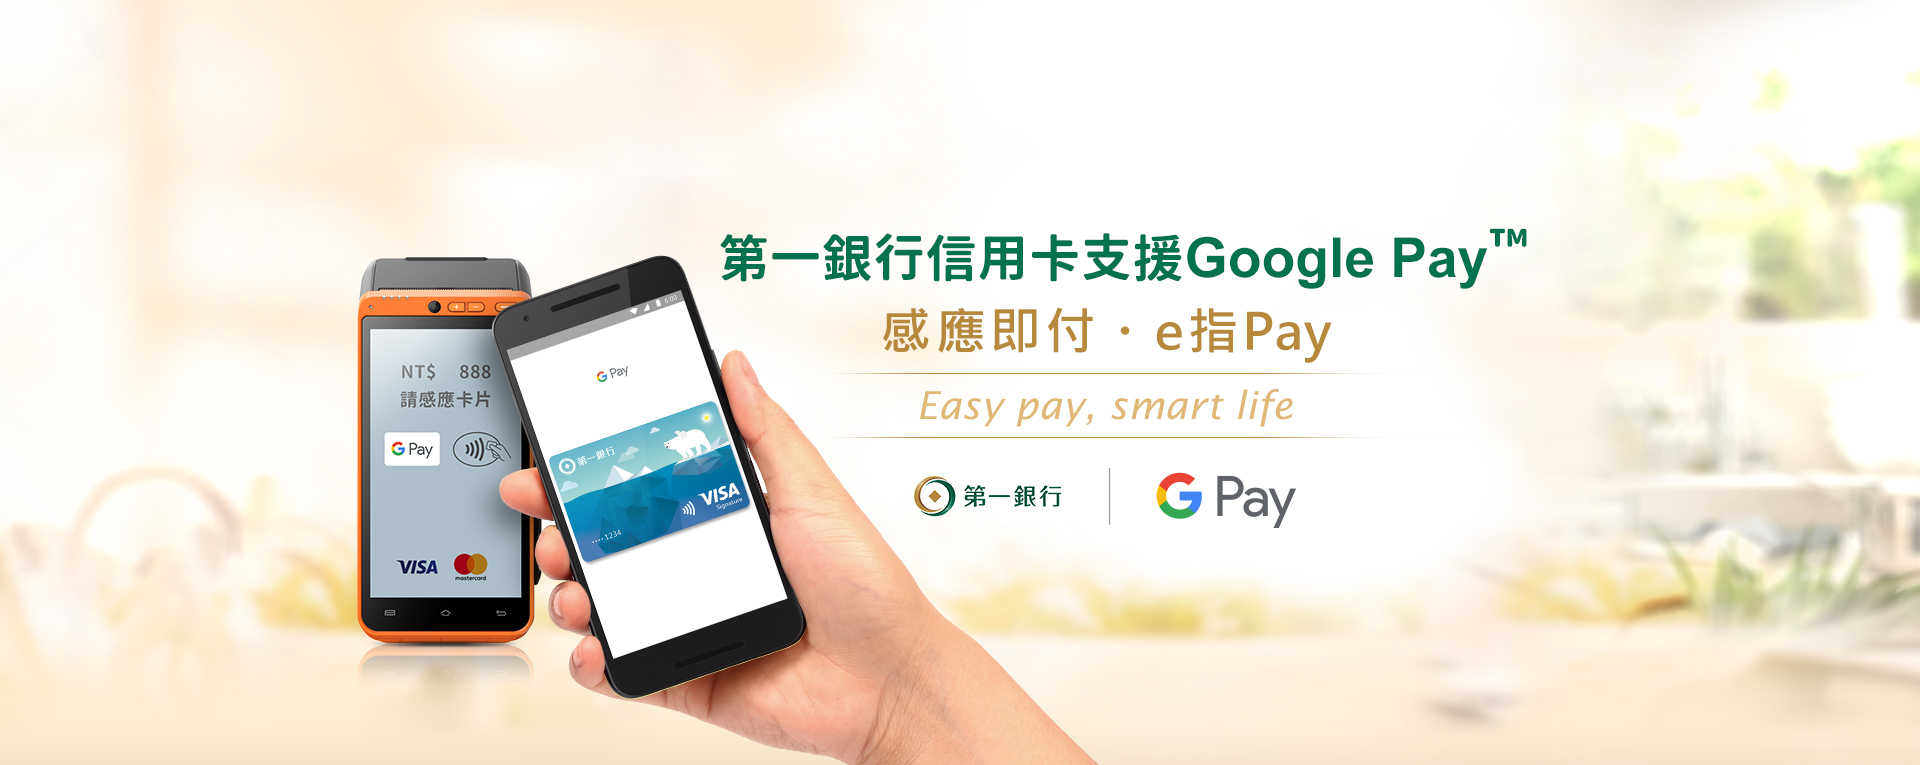 第一銀行信用卡支援Google Pay™
感應即付・e指Pay
Easy pay, smart life
第一銀行
G Pay
NT$ 888
請感應卡片
G Pay
VISA
mastercard
6:00
G Pay
第一銀行
VISA
Signature
•••• 1234